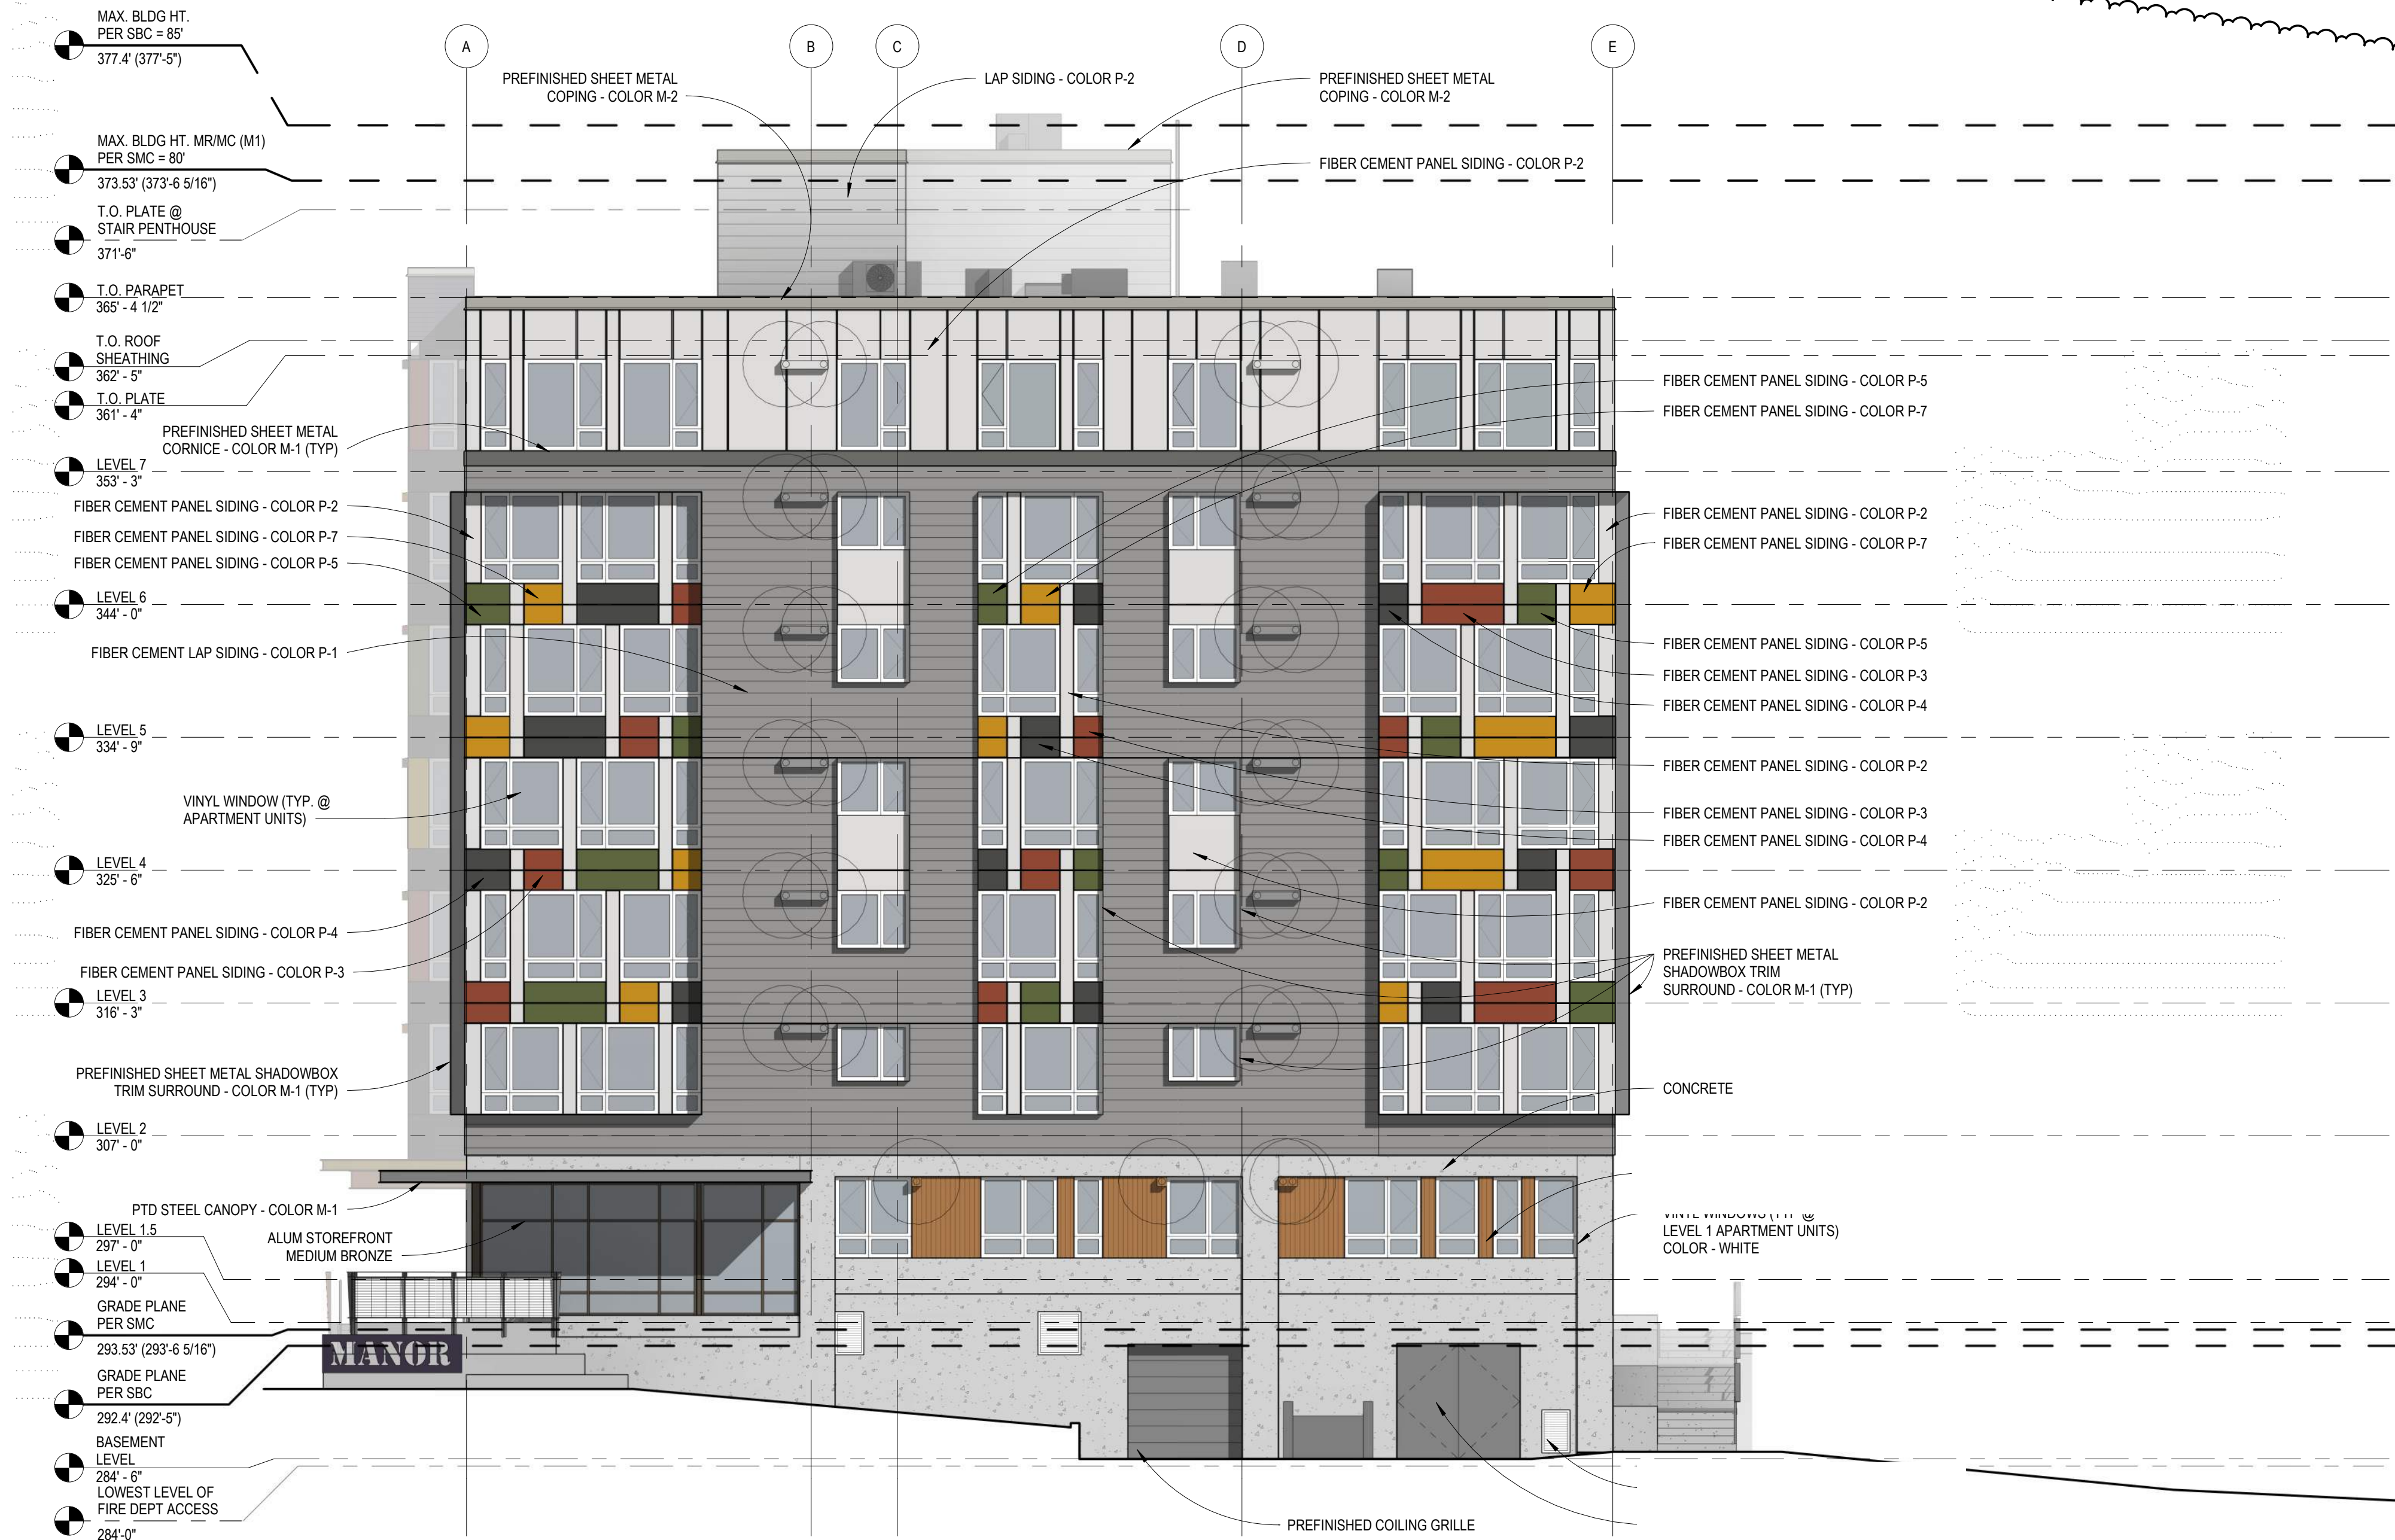 MAX. BLDG HT.
PER SBC = 85'
377.4' (377'-5")
MAX. BLDG HT. MR/MC (M1)
PER SMC = 80'
373.53' (373'-6 5/16")
T.O. PLATE @
STAIR PENTHOUSE
371'-6"
T.O. PARAPET
365' - 4 1/2"
T.O. ROOF
SHEATHING
362' - 5"
T.O. PLATE
361' - 4"
PREFINISHED SHEET METAL
CORNICE - COLOR M-1 (TYP)
LEVEL 7
353' - 3"
FIBER CEMENT PANEL SIDING - COLOR P-2
FIBER CEMENT PANEL SIDING - COLOR P-7
FIBER CEMENT PANEL SIDING - COLOR P-5
LEVEL 6
344' - 0"
FIBER CEMENT LAP SIDING - COLOR P-1
LEVEL 5
334' - 9"
VINYL WINDOW (TYP. @
APARTMENT UNITS)
LEVEL 4
325' - 6"
FIBER CEMENT PANEL SIDING - COLOR P-4
FIBER CEMENT PANEL SIDING - COLOR P-3
LEVEL 3
316' - 3"
PREFINISHED SHEET METAL SHADOWBOX
TRIM SURROUND - COLOR M-1 (TYP)
LEVEL 2
307' - 0"
PTD STEEL CANOPY - COLOR M-1
LEVEL 1.5
297' - 0"
ALUM STOREFRONT
MEDIUM BRONZE
LEVEL 1
294' - 0"
GRADE PLANE
PER SMC
293.53' (293'-6 5/16")
GRADE PLANE
PER SBC
292.4' (292'-5")
BASEMENT
LEVEL
284' - 6"
LOWEST LEVEL OF
FIRE DEPT ACCESS
284'-0"
A
B
C
D
E
PREFINISHED SHEET METAL
COPING - COLOR M-2
LAP SIDING - COLOR P-2
PREFINISHED SHEET METAL
COPING - COLOR M-2
FIBER CEMENT PANEL SIDING - COLOR P-2
FIBER CEMENT PANEL SIDING - COLOR P-5
FIBER CEMENT PANEL SIDING - COLOR P-7
FIBER CEMENT PANEL SIDING - COLOR P-2
FIBER CEMENT PANEL SIDING - COLOR P-7
FIBER CEMENT PANEL SIDING - COLOR P-5
FIBER CEMENT PANEL SIDING - COLOR P-3
FIBER CEMENT PANEL SIDING - COLOR P-4
FIBER CEMENT PANEL SIDING - COLOR P-2
FIBER CEMENT PANEL SIDING - COLOR P-3
FIBER CEMENT PANEL SIDING - COLOR P-4
FIBER CEMENT PANEL SIDING - COLOR P-2
PREFINISHED SHEET METAL
SHADOWBOX TRIM
SURROUND - COLOR M-1 (TYP)
CONCRETE
VINYL WINDOWS (TYP @
LEVEL 1 APARTMENT UNITS)
COLOR - WHITE
MANOR
PREFINISHED COILING GRILLE